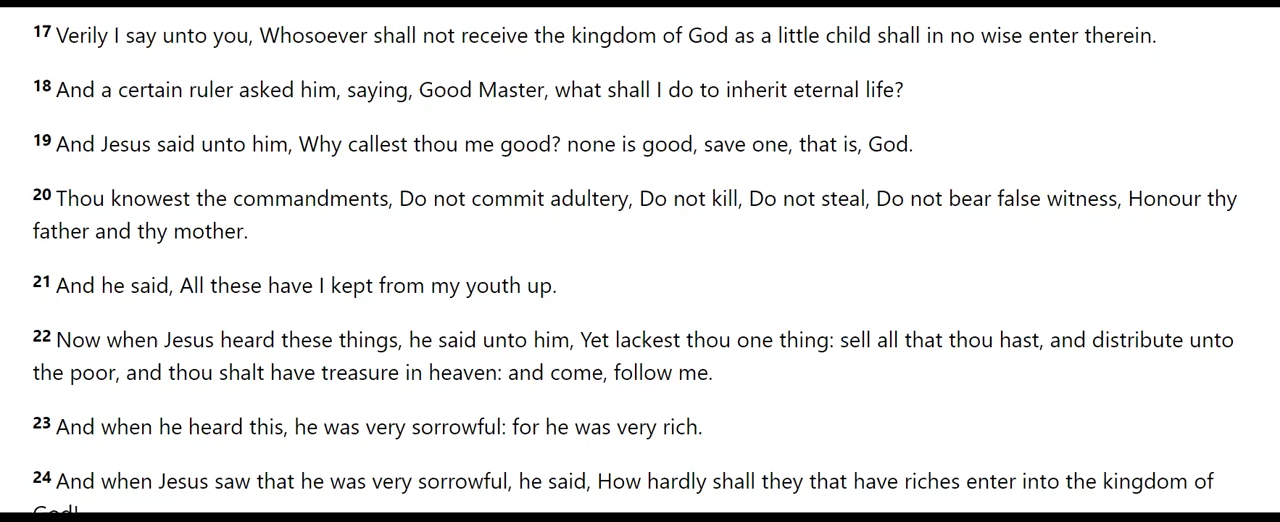 17 Verily I say unto you, Whosoever shall not receive the kingdom of God as a little child shall in no wise enter therein.
18 And a certain ruler asked him, saying, Good Master, what shall I do to inherit eternal life?
19 And Jesus said unto him, Why callest thou me good? none is good, save one, that is, God.
20 Thou knowest the commandments, Do not commit adultery, Do not kill, Do not steal, Do not bear false witness, Honour thy
father and thy mother.
21 And he said, All these have I kept from my youth up.
22 Now when Jesus heard these things, he said unto him, Yet lackest thou one thing: sell all that thou hast, and distribute unto
the poor, and thou shalt have treasure in heaven: and come, follow me.
23 And when he heard this, he was very sorrowful: for he was very rich.
24 And when Jesus saw that he was very sorrowful, he said, How hardly shall they that have riches enter into the kingdom of
God!